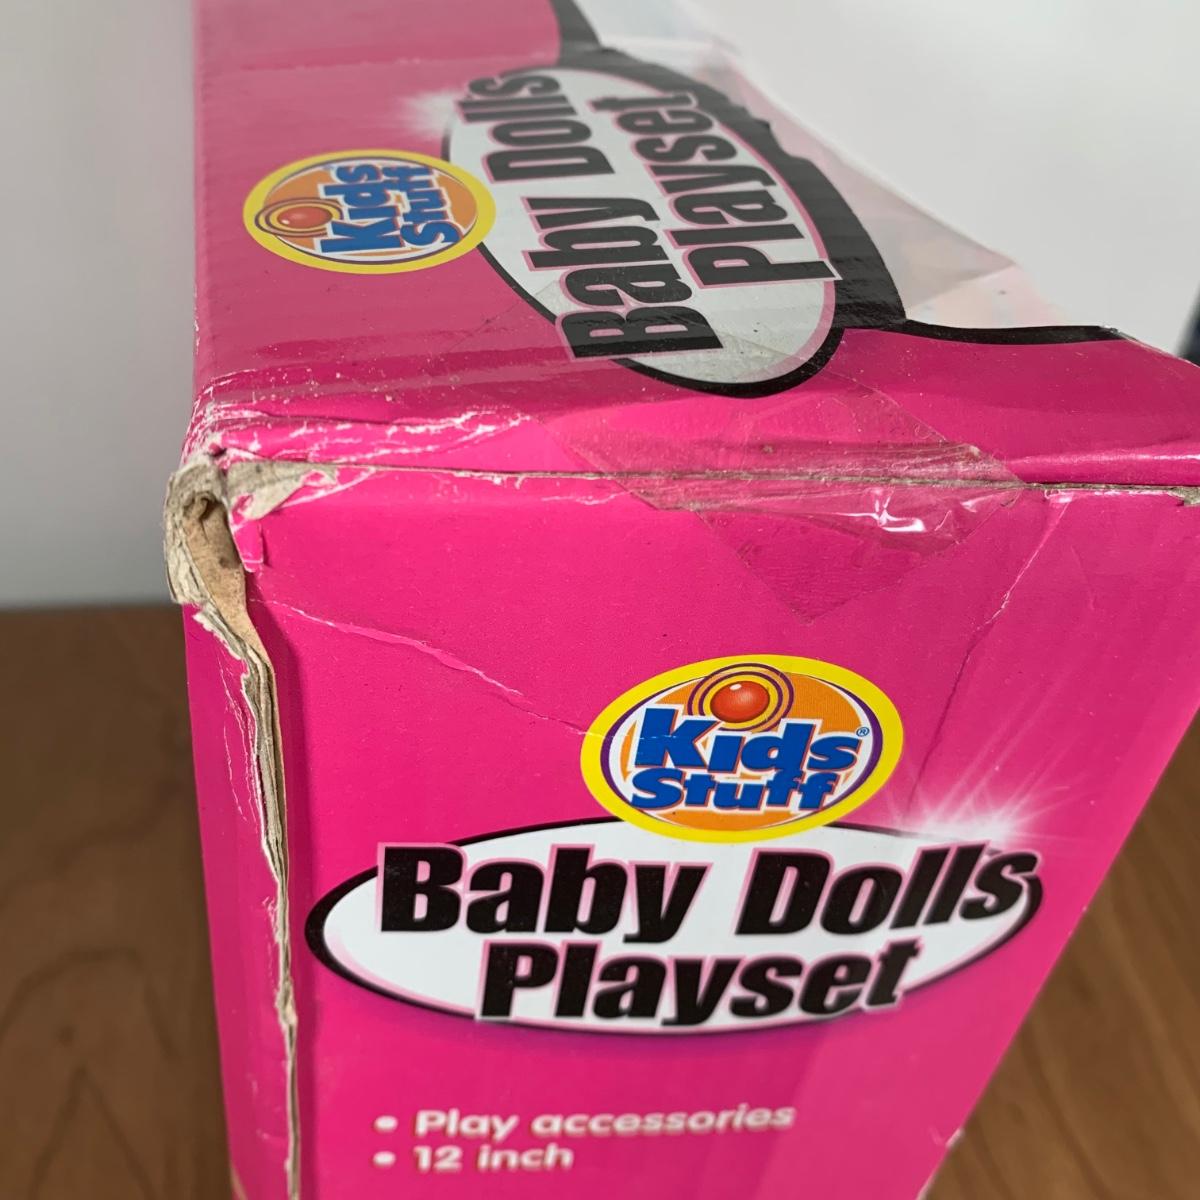 Kids
Stuff
Baby Dolls
Playset
Kids
Stuff®
Baby Dolls
Playset
• Play accessories
• 12 inch